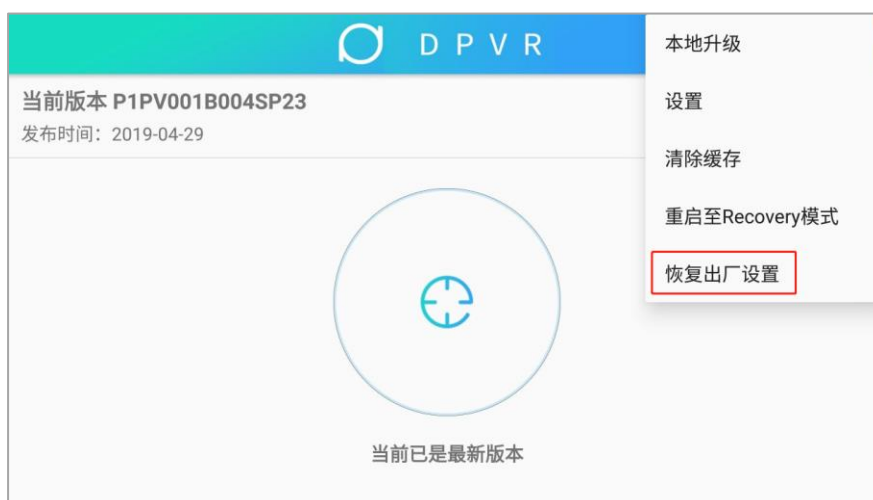 DPVR
本地升级
设置
清除缓存
重启至Recovery模式
恢复出厂设置
当前版本 P1PV001B004SP23
发布时间：2019-04-29
当前已是最新版本